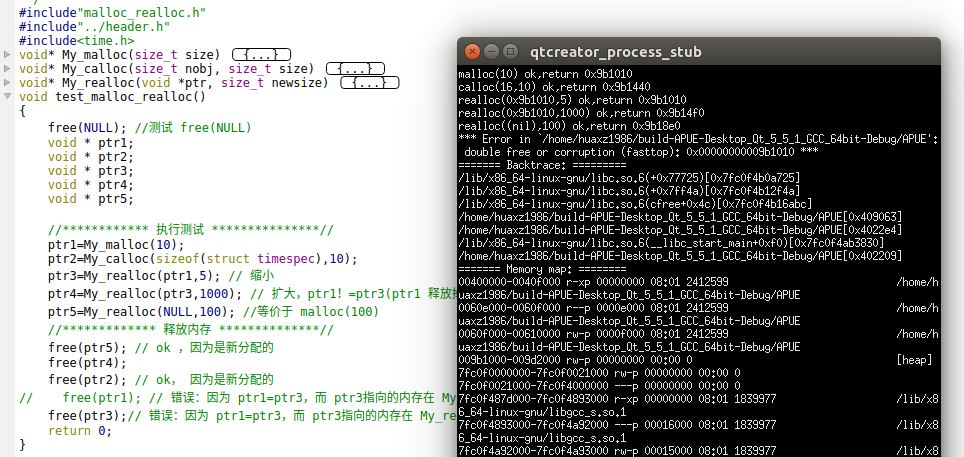 #include"malloc_realloc.h"
#include"../header.h"
#include<time.h>
void* My_malloc(size_t size) {...}
void* My_calloc(size_t nobj, size_t size) {...}
void* My_realloc(void *ptr, size_t newsize) {...}
void test_malloc_realloc()
{
free(NULL); //测试 free(NULL)
void * ptr1;
void * ptr2;
void * ptr3;
void * ptr4;
void * ptr5;
//************ 执行测试 ***************//
ptr1=My_malloc(10);
ptr2=My_calloc(sizeof(struct timespec),10);
ptr3=My_realloc(ptr1,5); // 缩小
ptr4=My_realloc(ptr3,1000); // 扩大，ptr1！=ptr3(ptr1 释放
ptr5=My_realloc(NULL,100); //等价于 malloc(100)
//************* 释放内存 **************//
free(ptr5); // ok ，因为是新分配的
free(ptr4);
free(ptr2); // ok， 因为是新分配的
// free(ptr1); // 错误：因为 ptr1=ptr3，而 ptr3指向的内存在 My
free(ptr3);// 错误：因为 ptr1=ptr3，而 ptr3指向的内存在 My_re
return 0;
}
qtcreator_process_stub
malloc(10) ok,return 0x9b1010
calloc(16,10) ok,return 0x9b1440
realloc(0x9b1010,5) ok,return 0x9b1010
realloc(0x9b1010,1000) ok,return 0x9b14f0
realloc((nil),100) ok,return 0x9b18e0
*** Error in `/home/huaxz1986/build-APUE-Desktop_Qt_5_5_1_GCC_64bit-Debug/APUE':
double free or corruption (fasttop): 0x00000000009b1010 ***
======= Backtrace: =========
/lib/x86_64-linux-gnu/libc.so.6(+0x77725)[0x7fc0f4b0a725]
/lib/x86_64-linux-gnu/libc.so.6(+0x7ff4a)[0x7fc0f4b12f4a]
/lib/x86_64-linux-gnu/libc.so.6(cfree+0x4c)[0x7fc0f4b16abc]
/home/huaxz1986/build-APUE-Desktop_Qt_5_5_1_GCC_64bit-Debug/APUE[0x409063]
/home/huaxz1986/build-APUE-Desktop_Qt_5_5_1_GCC_64bit-Debug/APUE[0x4022e4]
/lib/x86_64-linux-gnu/libc.so.6(__libc_start_main+0xf0)[0x7fc0f4ab3830]
/home/huaxz1986/build-APUE-Desktop_Qt_5_5_1_GCC_64bit-Debug/APUE[0x402209]
======= Memory map: ========
00400000-0040f000 r-xp 00000000 08:01 2412599 /home/h
uaxz1986/build-APUE-Desktop_Qt_5_5_1_GCC_64bit-Debug/APUE
0060e000-0060f000 r--p 0000e000 08:01 2412599 /home/h
uaxz1986/build-APUE-Desktop_Qt_5_5_1_GCC_64bit-Debug/APUE
0060f000-00610000 rw-p 0000f000 08:01 2412599 /home/h
uaxz1986/build-APUE-Desktop_Qt_5_5_1_GCC_64bit-Debug/APUE
009b1000-009d2000 rw-p 00000000 00:00 0 [heap]
7fc0f0000000-7fc0f0021000 rw-p 00000000 00:00 0
7fc0f0021000-7fc0f4000000 ---p 00000000 00:00 0
7fc0f487d000-7fc0f4893000 r-xp 00000000 08:01 1839977 /lib/x8
6_64-linux-gnu/libgcc_s.so.1
7fc0f4893000-7fc0f4a92000 ---p 00016000 08:01 1839977 /lib/x8
6_64-linux-gnu/libgcc_s.so.1
7fc0f4a92000-7fc0f4a93000 rw-p 00015000 08:01 1839977 /lib/x8